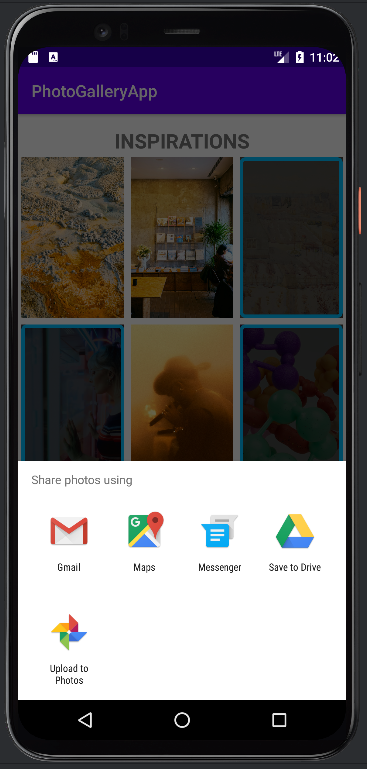 LTE 11:02
PhotoGalleryApp
INSPIRATIONS
Share photos using
Gmail
Maps
Messenger
Save to Drive
Upload to
Photos